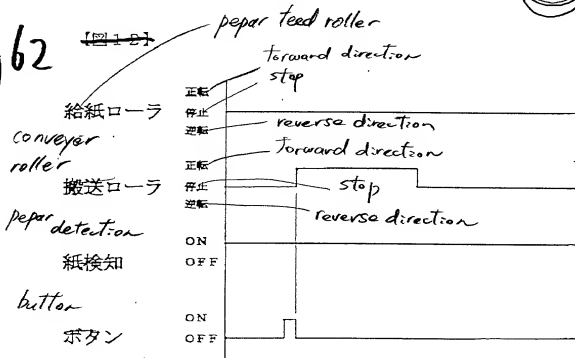 pepar feed roller
62 【図12】
forward direction
正転
stop
給紙ローラ 停止
逆転 reverse direction
conveyer
roller
正転 forward direction
搬送ローラ 停止 stop
逆転 reverse direction
pepar
detection
ON
紙検知 OFF
button
ON
ボタン OFF